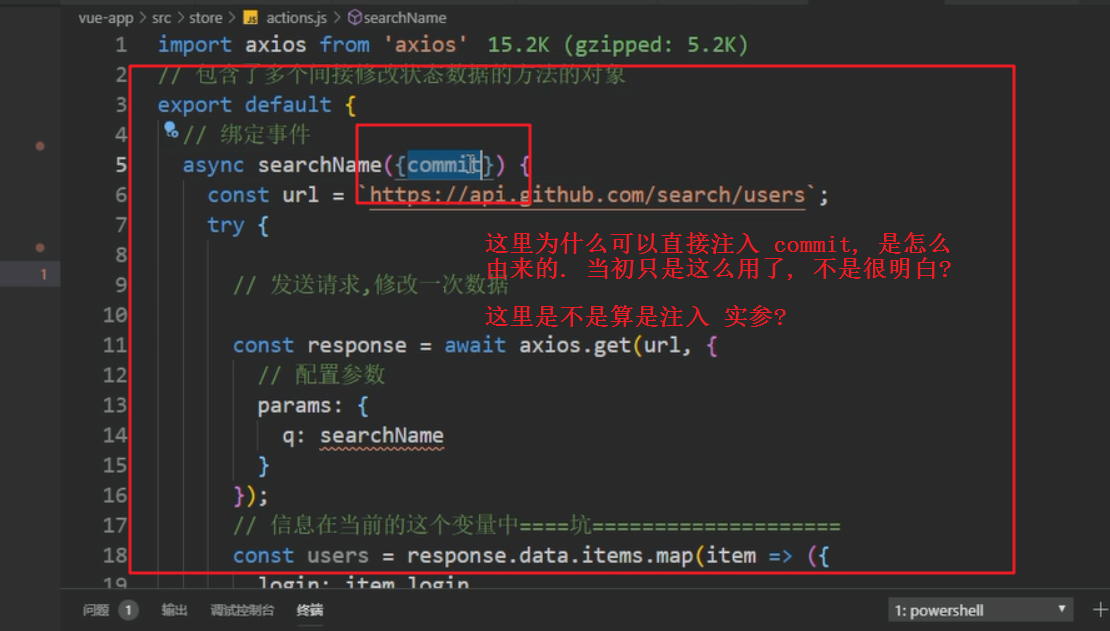 vue-app > src > store > JS actions.js > searchName
1 import axios from 'axios' 15.2K (gzipped: 5.2K)
2 // 包含了多个间接修改状态数据的方法的对象
3 export default {
4 // 绑定事件
5 async searchName({commit}) {
6 const url = `https://api.github.com/search/users`;
7 try {
8
这里为什么可以直接注入 commit, 是怎么
由来的. 当初只是这么用了, 不是很明白?
9 // 发送请求,修改一次数据
10
这里是不是算是注入 实参?
11 const response = await axios.get(url, {
12 // 配置参数
13 params: {
14 q: searchName
15 }
16 });
17 // 信息在当前的这个变量中====坑====================
1
18 const users = response.data.items.map(item => ({
19 login: item.login
问题 1 输出 调试控制台 终端 1: powershell